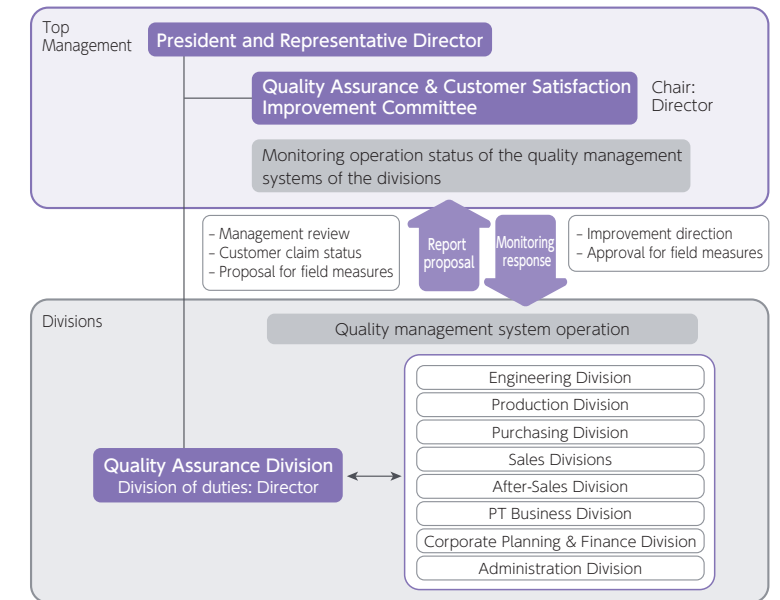 Top
Management
President and Representative Director
Quality Assurance & Customer Satisfaction
Improvement Committee
Chair:
Director
Monitoring operation status of the quality management
systems of the divisions
– Management review
– Customer claim status
– Proposal for field measures
Report
proposal
Monitoring
response
– Improvement direction
– Approval for field measures
Divisions
Quality management system operation
Quality Assurance Division
Division of duties: Director
Engineering Division
Production Division
Purchasing Division
Sales Divisions
After-Sales Division
PT Business Division
Corporate Planning & Finance Division
Administration Division